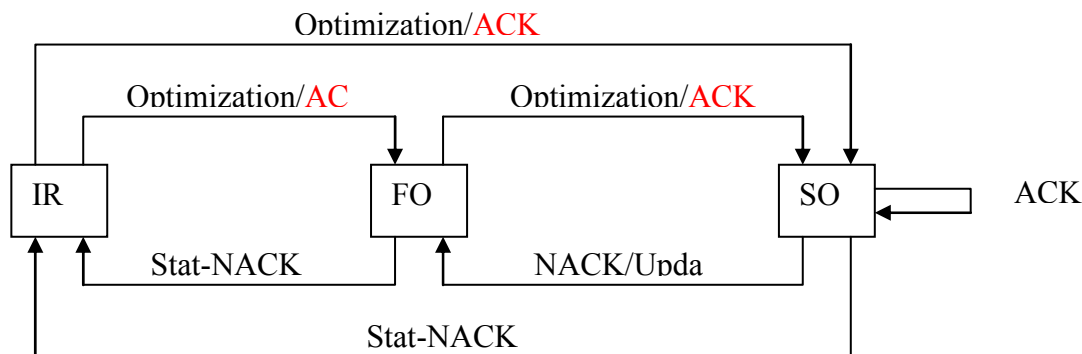 Optimization/ACK
Optimization/AC
Optimization/ACK
IR
FO
SO
ACK
Stat-NACK
NACK/Upda
Stat-NACK